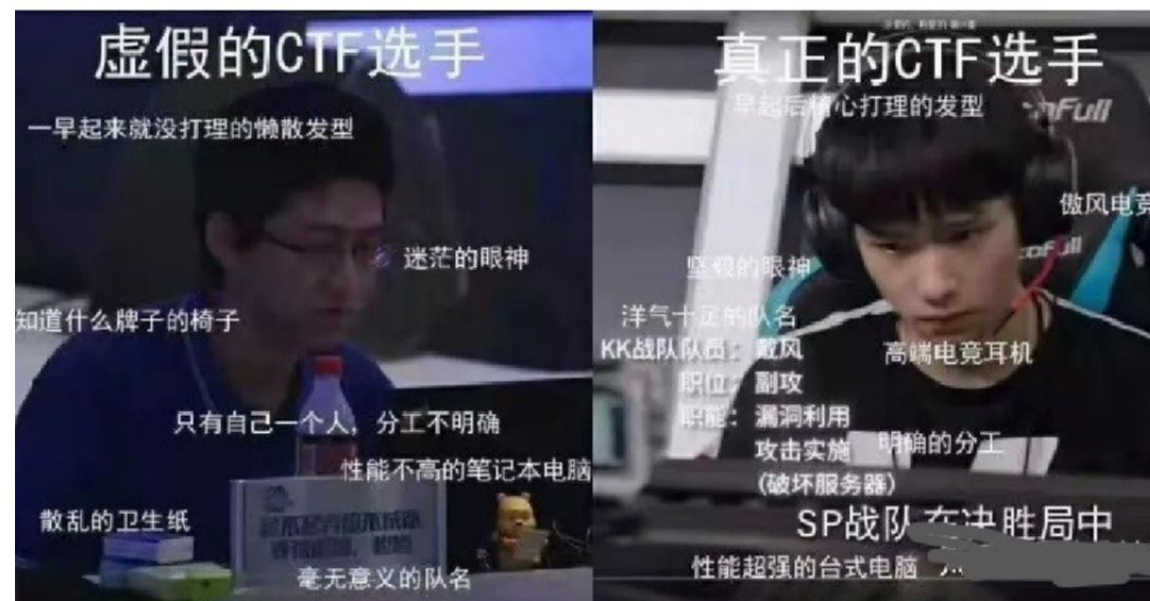 虚假的CTF选手
一早起来就没打理的懒散发型
迷茫的眼神
知道什么牌子的椅子
只有自己一个人，分工不明确
性能不高的笔记本电脑
散乱的卫生纸
毫无意义的队名
真正的CTF选手
早起后精心打理的发型
傲风电竞
坚毅的眼神
洋气十足的队名
KK战队队员：戴风
高端电竞耳机
职位：副攻
职能：漏洞利用
攻击实施
明确的分工
(破坏服务器)
SP战队在决胜局中
性能超强的台式电脑